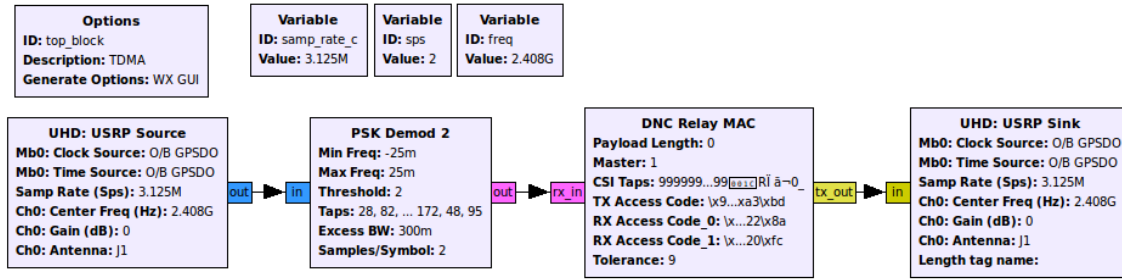 Options
ID: top_block
Description: TDMA
Generate Options: WX GUI
Variable
ID: samp_rate_c
Value: 3.125M
Variable
ID: sps
Value: 2
Variable
ID: freq
Value: 2.408G
UHD: USRP Source
Mb0: Clock Source: O/B GPSDO
Mb0: Time Source: O/B GPSDO
Samp Rate (Sps): 3.125M
Ch0: Center Freq (Hz): 2.408G
Ch0: Gain (dB): 0
Ch0: Antenna: J1
out
in
PSK Demod 2
Min Freq: -25m
Max Freq: 25m
Threshold: 2
Taps: 28, 82, ... 172, 48, 95
Excess BW: 300m
Samples/Symbol: 2
out
rx_in
DNC Relay MAC
Payload Length: 0
Master: 1
CSI Taps: 999999...99 RÏ â¬0_
TX Access Code: \x9...xa3\xbd
RX Access Code_0: \x...22\x8a
RX Access Code_1: \x...20\xfc
Tolerance: 9
tx_out
in
UHD: USRP Sink
Mb0: Clock Source: O/B GPSDO
Mb0: Time Source: O/B GPSDO
Samp Rate (Sps): 3.125M
Ch0: Center Freq (Hz): 2.408G
Ch0: Gain (dB): 0
Ch0: Antenna: J1
Length tag name: